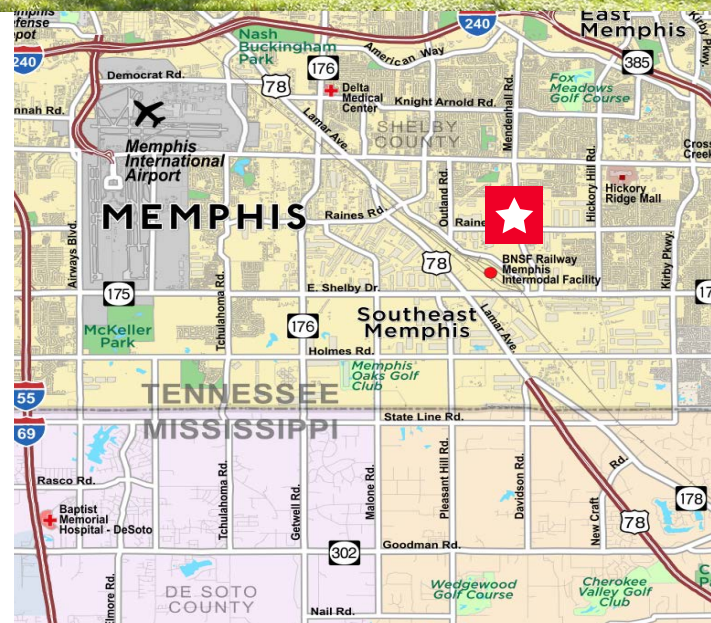 Memphis
Defense
Depot
240
East
Memphis
Kirby Pkwy.
Nash
Buckingham
Park
American Way
240
385
Democrat Rd.
176
78
Delta
Medical
Center
Fox
Meadows
Golf Course
Knight Arnold Rd.
nnah Rd.
Lamar Ave.
Mendenhall Rd.
SHELBY
COUNTY
Memphis
International
Airport
Cross
Creek
Outland Rd.
Hickory Hill Rd.
Hickory
Ridge Mall
MEMPHIS
Raines Rd.
Raine
Airways Blvd.
Kirby Pkwy.
78
BNSF Railway
Memphis
Intermodal Facility
175
E. Shelby Dr.
17
Tchulahoma Rd.
McKeller
Park
176
Southeast
Memphis
Lamar Ave.
Holmes Rd.
Memphis
Oaks Golf
Club
TENNESSEE
55
State Line Rd.
69
MISSISSIPPI
Rasco Rd.
Tchulahoma Rd.
Getwell Rd.
Malone Rd.
Pleasant Hill Rd.
Davidson Rd.
New Craft
Rd.
178
Baptist
Memorial
Hospital - DeSoto
78
302
Goodman Rd.
Elmore Rd.
DE SOTO
COUNTY
Wedgewood
Golf Course
Cherokee
Valley Golf
Club
C
P
Nail Rd.